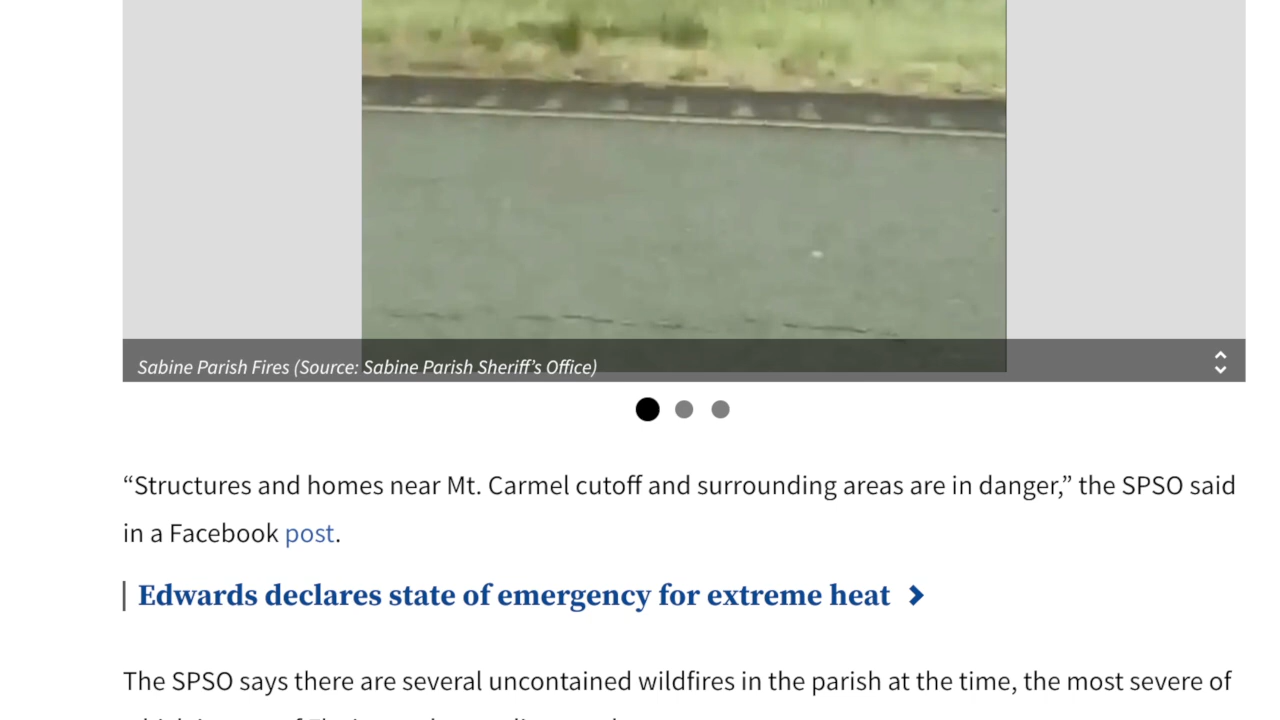 Sabine Parish Fires (Source: Sabine Parish Sheriff’s Office)
“Structures and homes near Mt. Carmel cutoff and surrounding areas are in danger,” the SPSO said
in a Facebook post.
Edwards declares state of emergency for extreme heat
The SPSO says there are several uncontained wildfires in the parish at the time, the most severe of